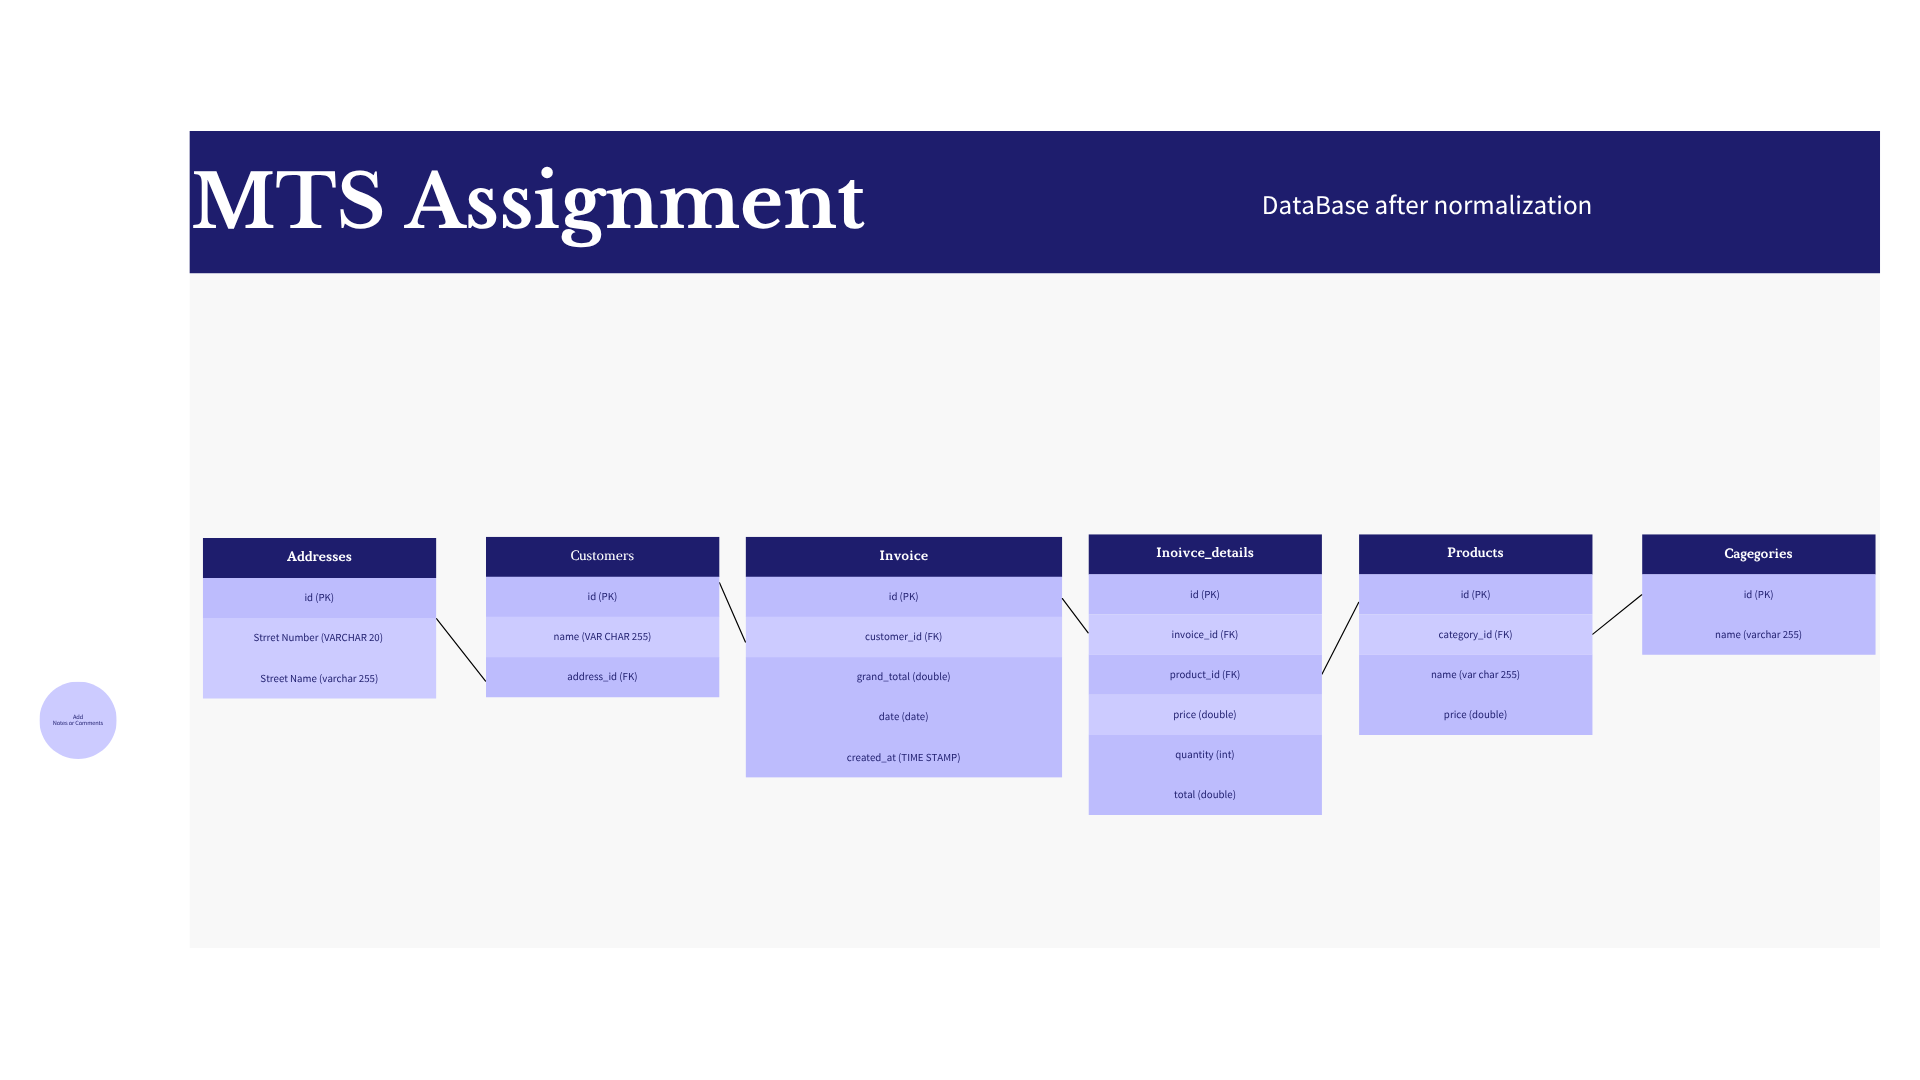 MTS Assignment
DataBase after normalization
Addresses
id (PK)
Strret Number (VARCHAR 20)
Street Name (varchar 255)
Customers
id (PK)
name (VAR CHAR 255)
address_id (FK)
Invoice
id (PK)
customer_id (FK)
grand_total (double)
date (date)
created_at (TIME STAMP)
Inoivce_details
id (PK)
invoice_id (FK)
product_id (FK)
price (double)
quantity (int)
total (double)
Products
id (PK)
category_id (FK)
name (var char 255)
price (double)
Cagegories
id (PK)
name (varchar 255)
Add
Notes or Comments